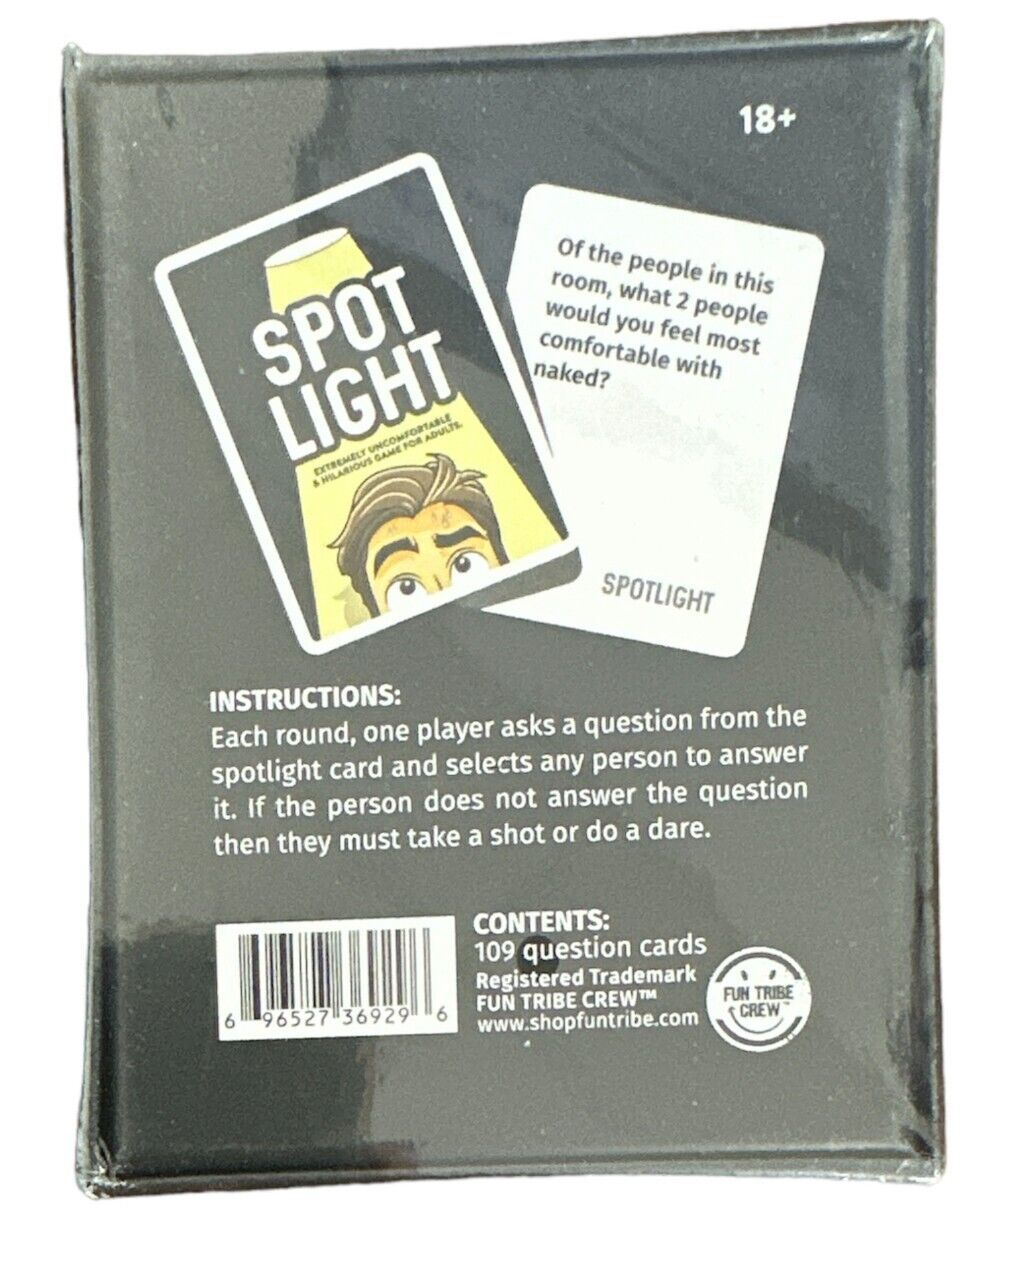 18+
SPOT
LIGHT
EXTREMELY UNCOMFORTABLE
& HILARIOUS GAME FOR ADULTS.
Of the people in this
room, what 2 people
would you feel most
comfortable with
naked?
SPOTLIGHT
INSTRUCTIONS:
Each round, one player asks a question from the
spotlight card and selects any person to answer
it. If the person does not answer the question
then they must take a shot or do a dare.
6 96527 36929 6
CONTENTS:
109 question cards
Registered Trademark
FUN TRIBE CREW™
www.shopfuntribe.com
FUN TRIBE
CREW™